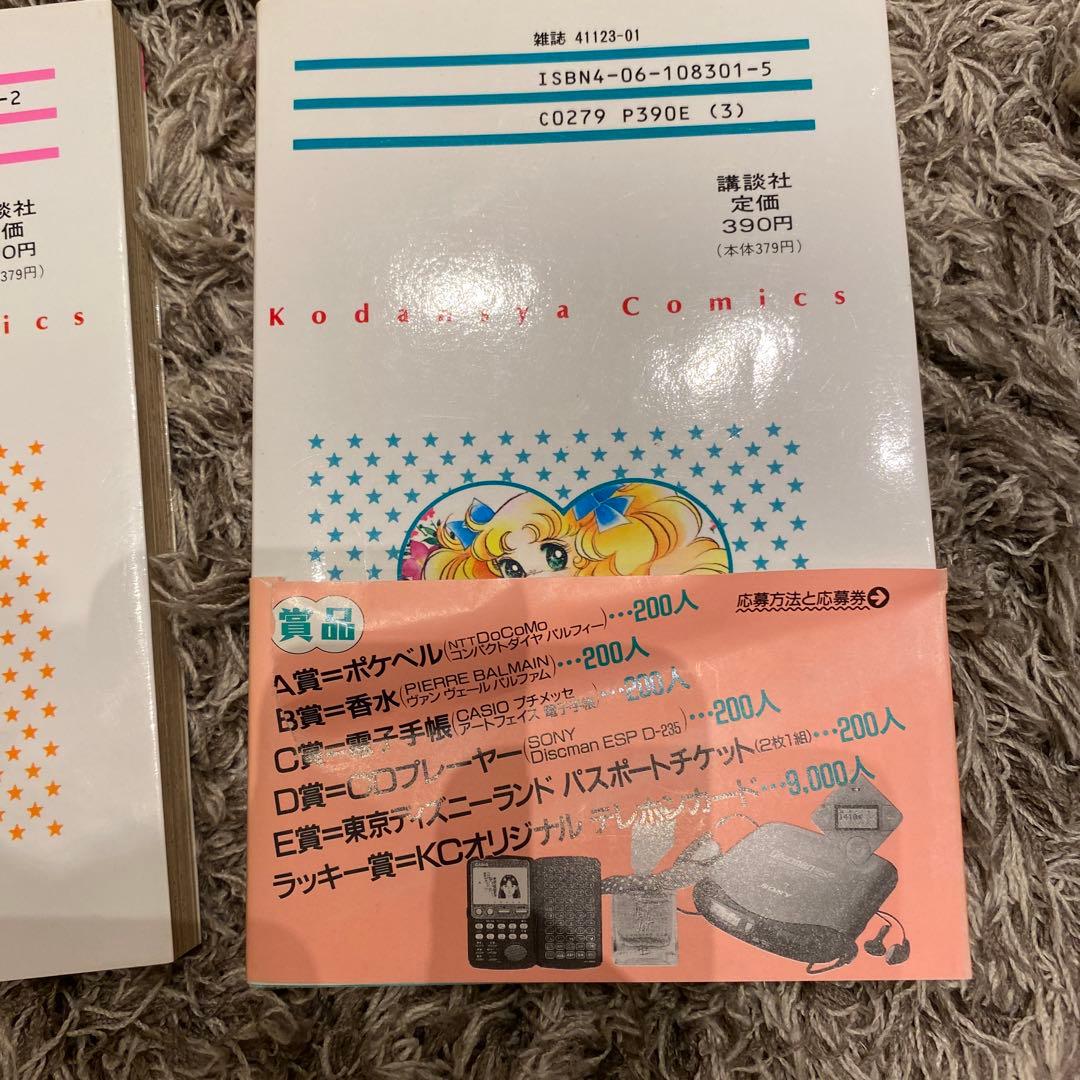 -2
談社
価
0円
379円)
ics
雑誌 41123-01
ISBN4-06-108301-5
C0279 P390E (3)
講談社
定価
390円
(本体379円)
Kodansya Comics
賞品
応募方法と応募券
A賞=ポケベル(NTT DoCoMo コンパクトダイヤ バルフィー)…200人
B賞=香水(PIERRE BALMAIN ヴァン ヴェール パルファム)…200人
C賞=電子手帳(CASIO プチメッセ アートフェイス 電子手帳)…200人
D賞=CDプレーヤー(SONY Discman ESP D-235)…200人
E賞=東京ディズニーランド パスポートチケット(2枚1組)…200人
ラッキー賞=KCオリジナル テレホンカード…9,000人
SONY